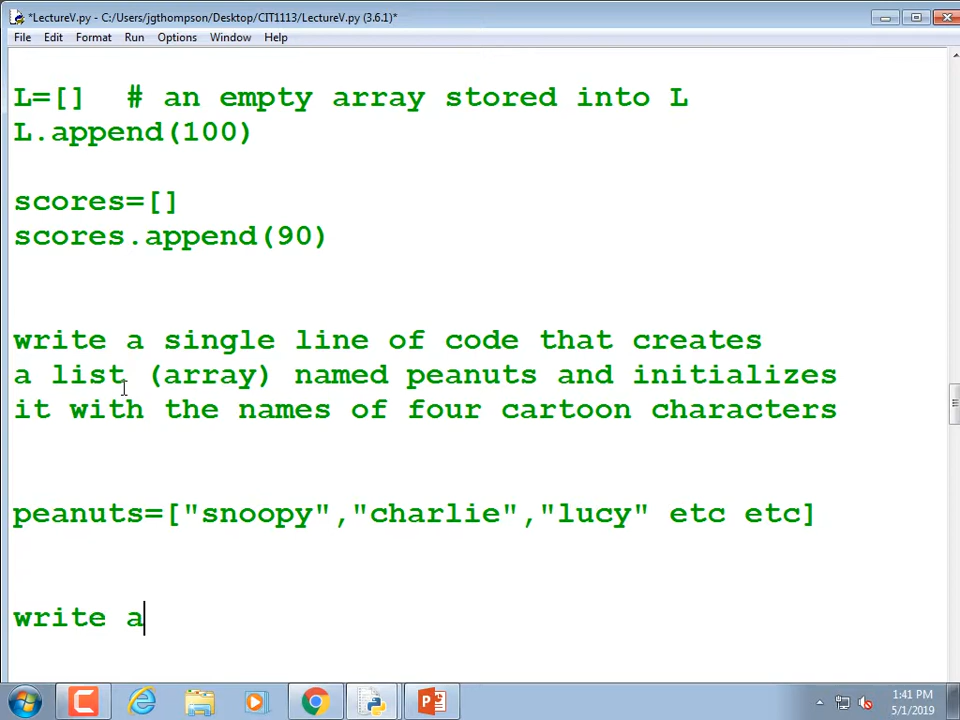 *LectureV.py - C:/Users/jgthompson/Desktop/CIT1113/LectureV.py (3.6.1)*
File Edit Format Run Options Window Help
L=[]  # an empty array stored into L
L.append(100)
scores=[]
scores.append(90)
write a single line of code that creates
a list (array) named peanuts and initializes
it with the names of four cartoon characters
peanuts=["snoopy","charlie","lucy" etc etc]
write a
1:41 PM
5/1/2019